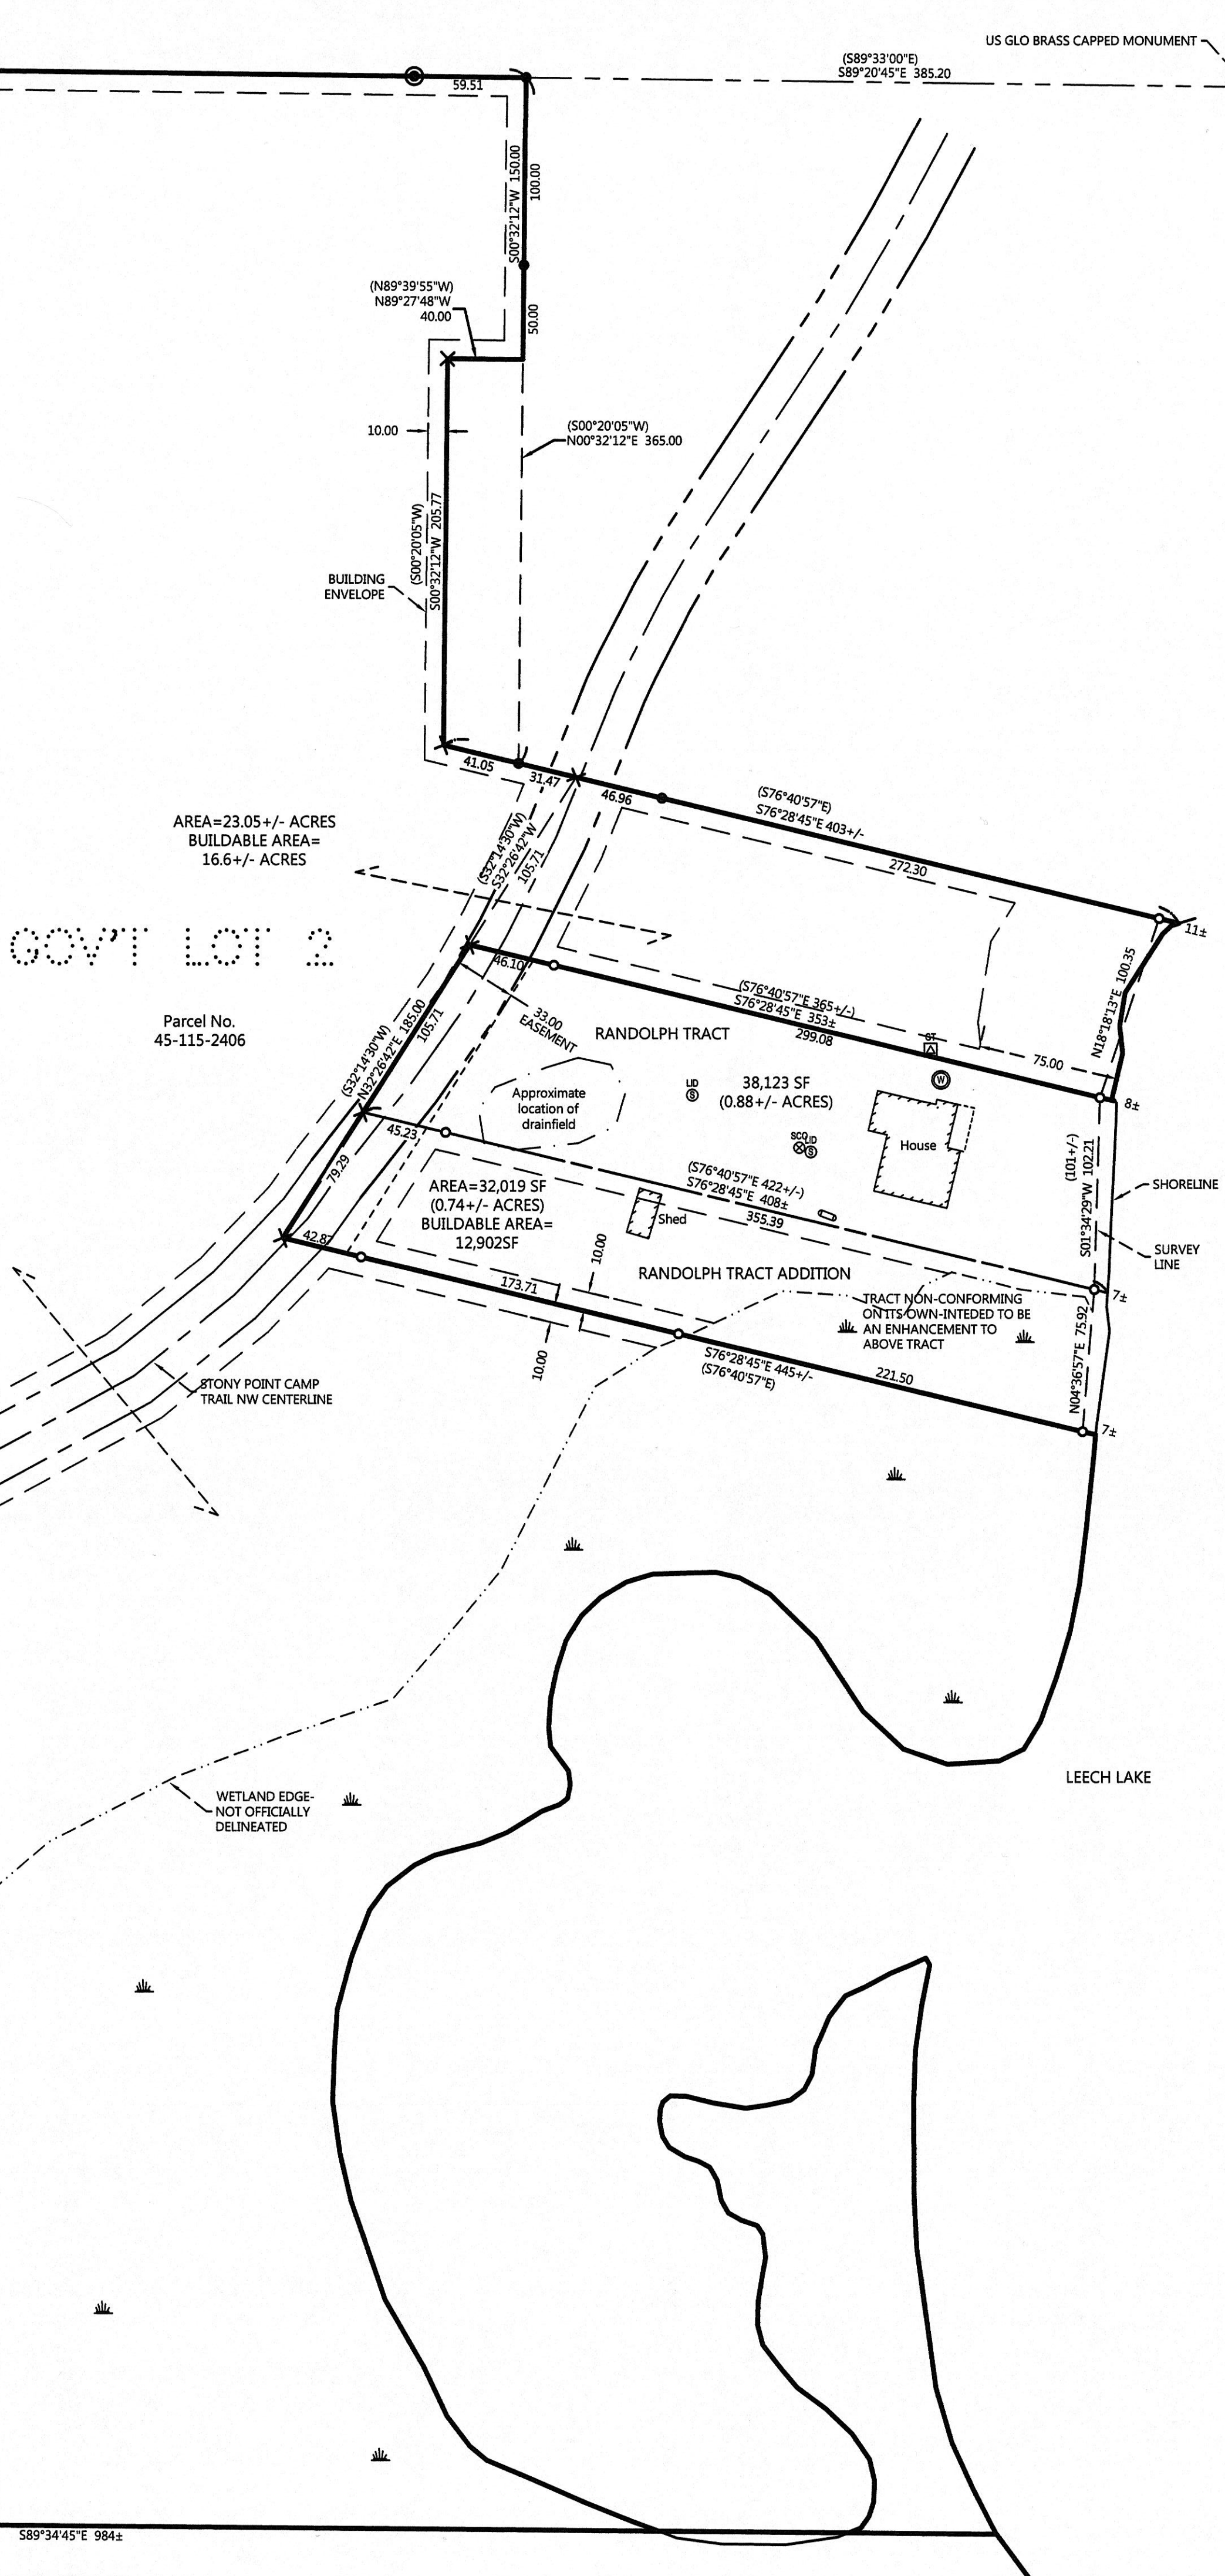 US GLO BRASS CAPPED MONUMENT
(S89°33'00"E)
S89°20'45"E 385.20
59.51
S00°32'12"W 150.00
100.00
50.00
(N89°39'55"W)
N89°27'48"W
40.00
10.00
(S00°20'05"W)
N00°32'12"E 365.00
(S00°20'05"W)
S00°32'12"W 205.77
BUILDING
ENVELOPE
41.05
31.47
46.96
(S76°40'57"E)
S76°28'45"E 403+/-
272.30
11±
AREA=23.05+/- ACRES
BUILDABLE AREA=
16.6+/- ACRES
(S32°14'30"W)
S32°26'42"W
105.71
GOV'T LOT 2
46.10
(S76°40'57"E 365+/-)
S76°28'45"E 353±
299.08
N18°18'13"E 100.35
75.00
8±
Parcel No.
45-115-2406
(S32°14'30"W)
N32°26'42"E 185.00
105.71
33.00
EASEMENT
RANDOLPH TRACT
GT
W
LID
S
38,123 SF
(0.88+/- ACRES)
Approximate
location of
drainfield
SCO
LID
S
House
(101+/-)
S01°34'29"W 102.21
SHORELINE
SURVEY
LINE
45.23
79.29
(S76°40'57"E 422+/-)
S76°28'45"E 408±
355.39
AREA=32,019 SF
(0.74+/- ACRES)
BUILDABLE AREA=
12,902SF
Shed
10.00
42.87
RANDOLPH TRACT ADDITION
173.71
TRACT NON-CONFORMING
ON ITS OWN-INTEDED TO BE
AN ENHANCEMENT TO
ABOVE TRACT
7±
N04°36'57"E 75.92
10.00
S76°28'45"E 445+/-
(S76°40'57"E)
221.50
7±
STONY POINT CAMP
TRAIL NW CENTERLINE
LEECH LAKE
WETLAND EDGE-
NOT OFFICIALLY
DELINEATED
S89°34'45"E 984±